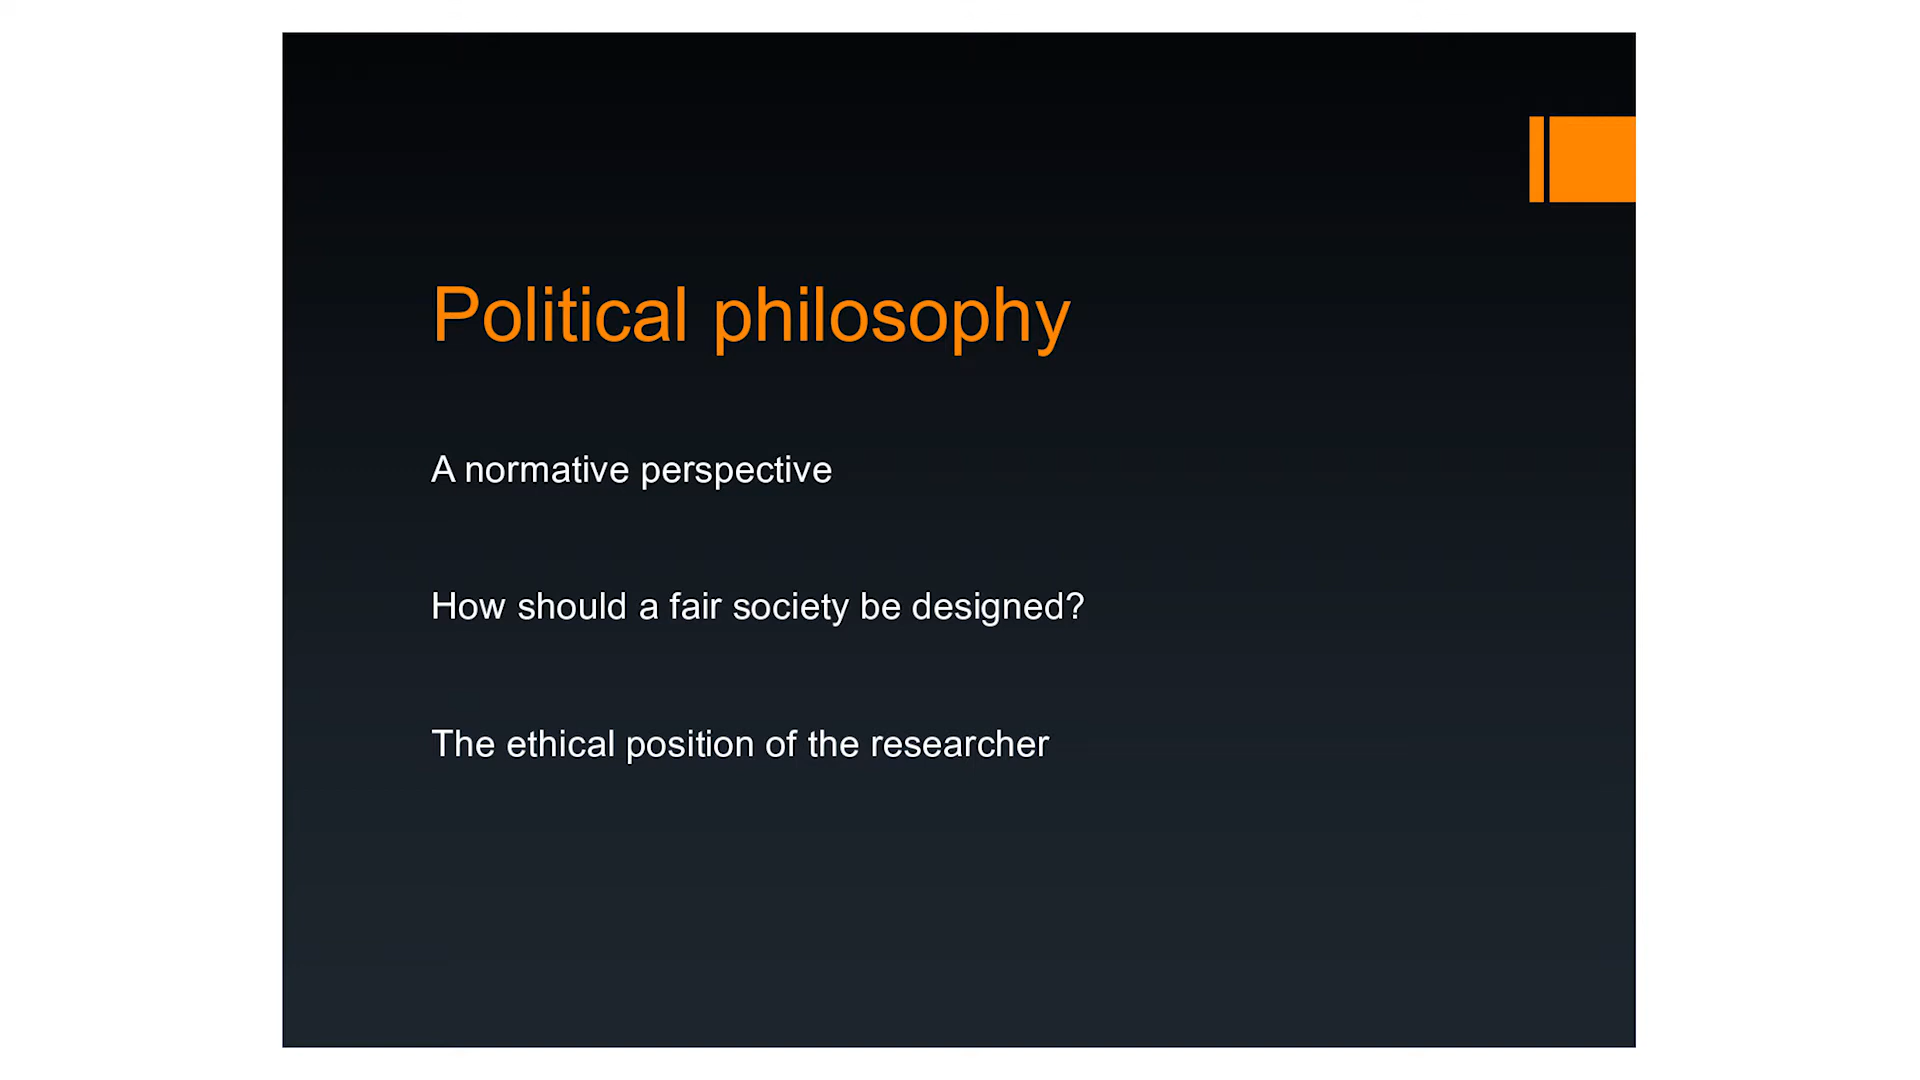 Political philosophy
A normative perspective
How should a fair society be designed?
The ethical position of the researcher